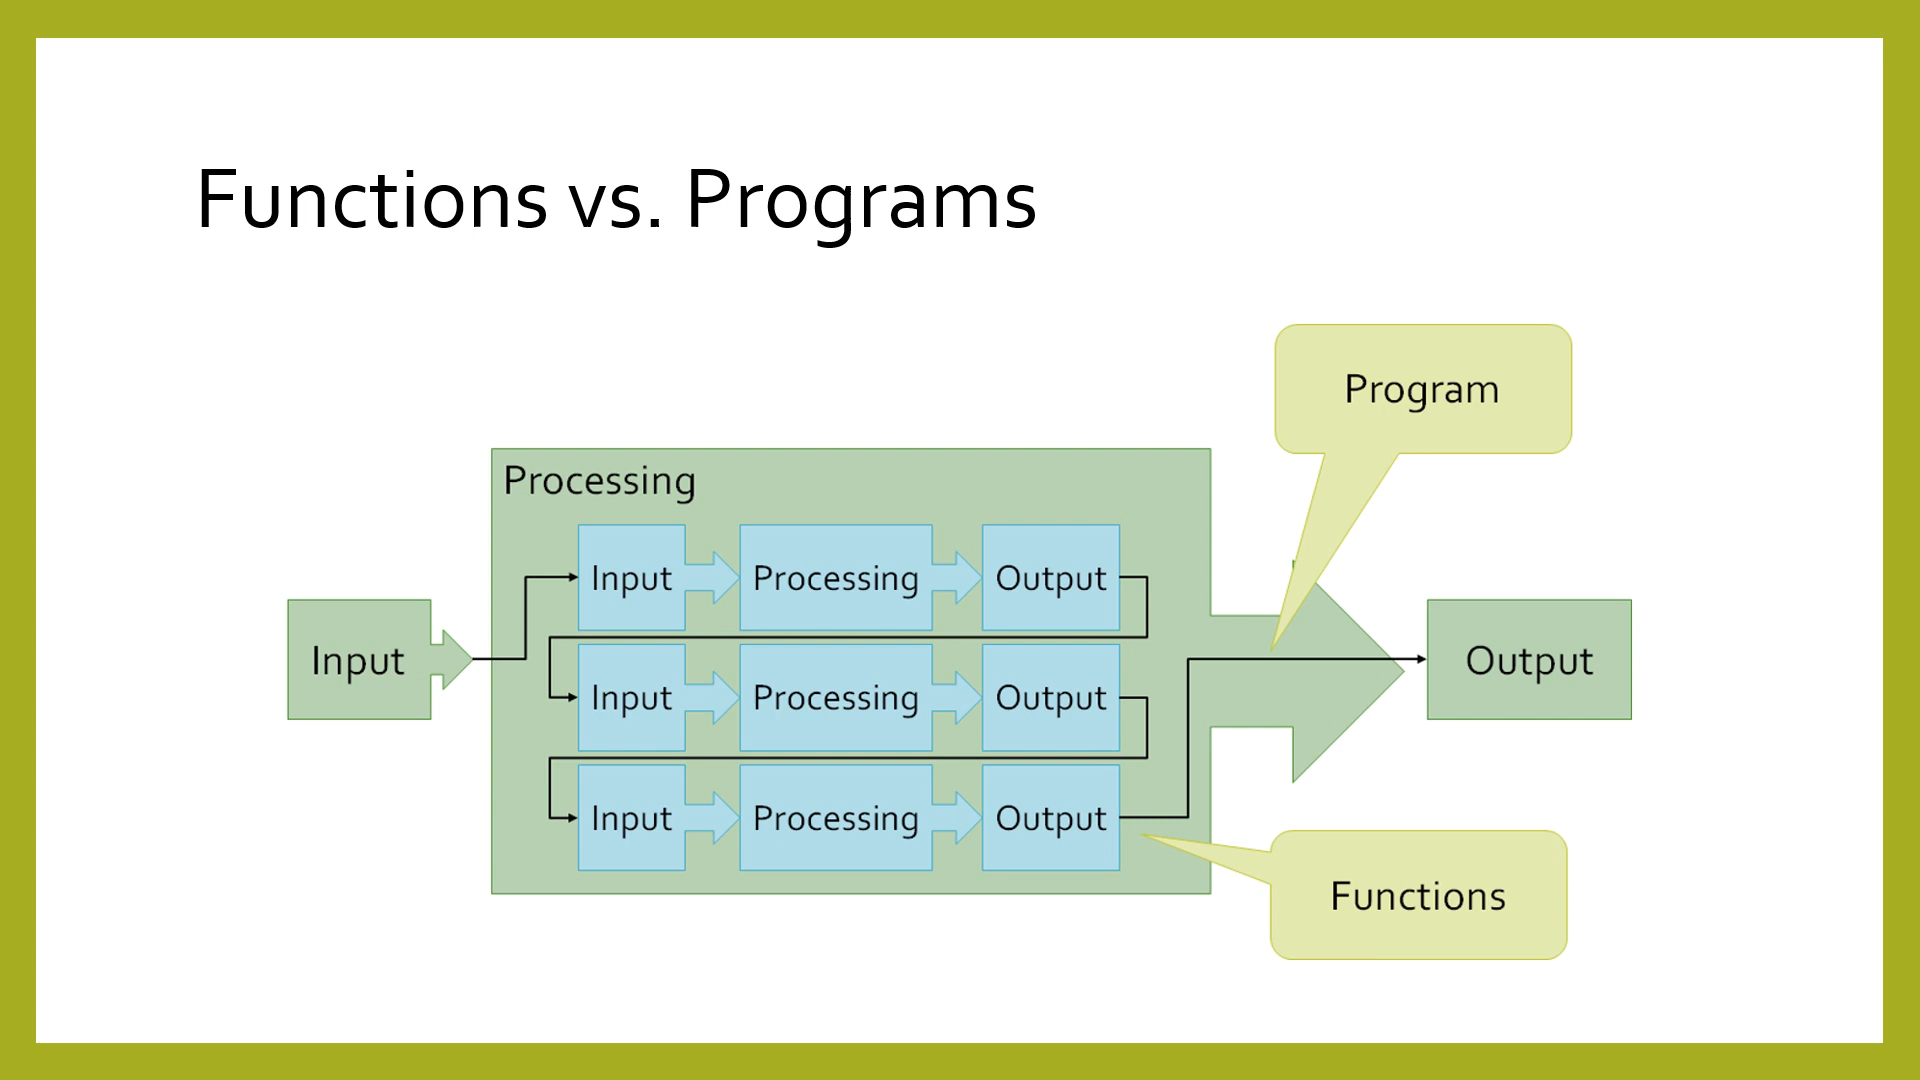 Functions vs. Programs
Program
Processing
Input Processing Output
Input Output
Input Processing Output
Input Processing Output
Functions